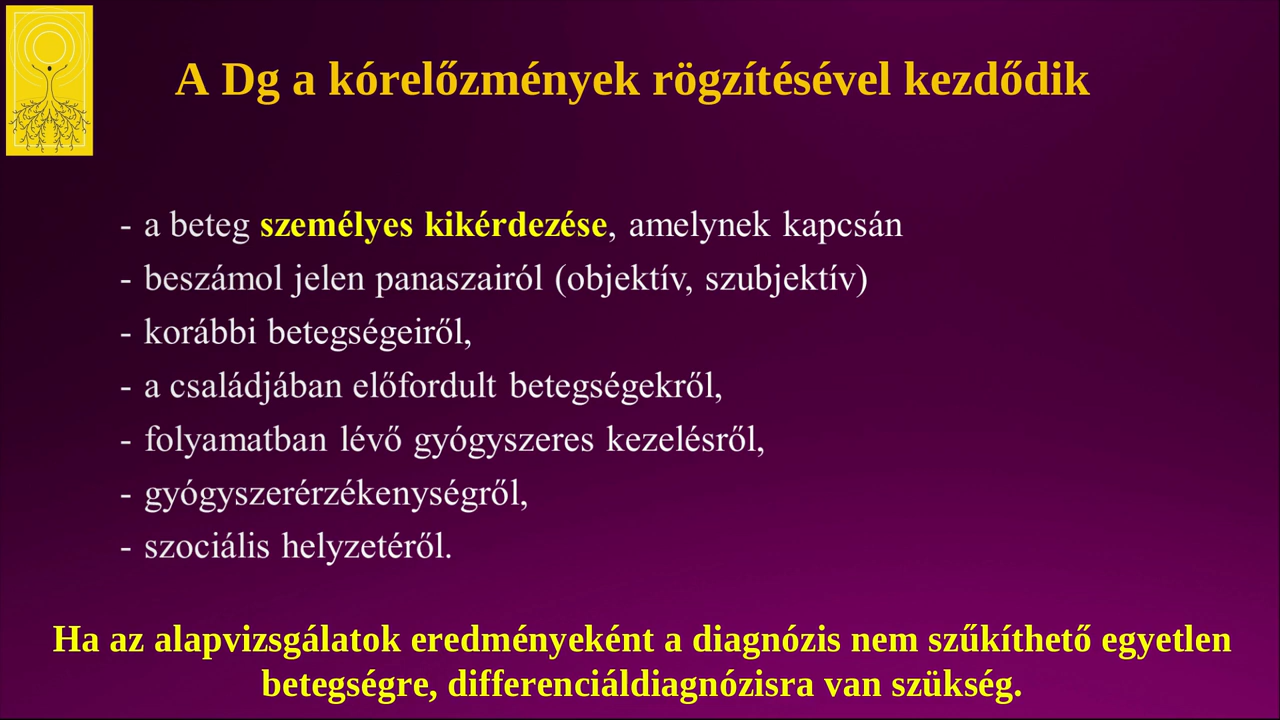 A Dg a kórelőzmények rögzítésével kezdődik
- a beteg személyes kikérdezése, amelynek kapcsán
- beszámol jelen panaszairól (objektív, szubjektív)
- korábbi betegségeiről,
- a családjában előfordult betegségekről,
- folyamatban lévő gyógyszeres kezelésről,
- gyógyszerérzékenységről,
- szociális helyzetéről.
Ha az alapvizsgálatok eredményeként a diagnózis nem szűkíthető egyetlen
betegségre, differenciáldiagnózisra van szükség.